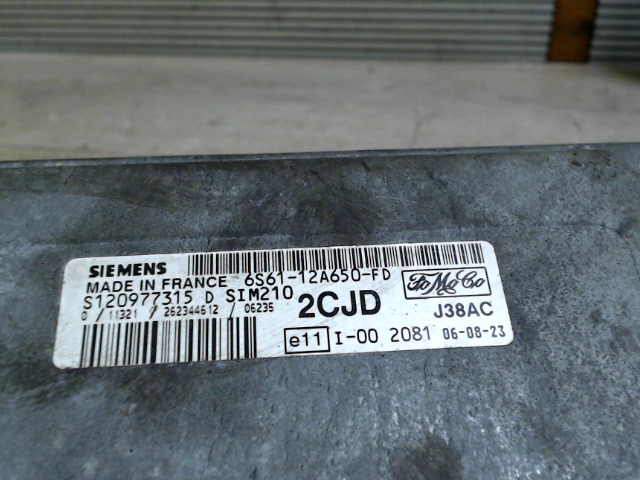 SIEMENS
MADE IN FRANCE 6S61-12A650-FD FoMoCo
S120977315 D SIM210 2CJD J38AC
0 / 11321 / 262344612 / 06235
e11 I-00 2081 06-08-23